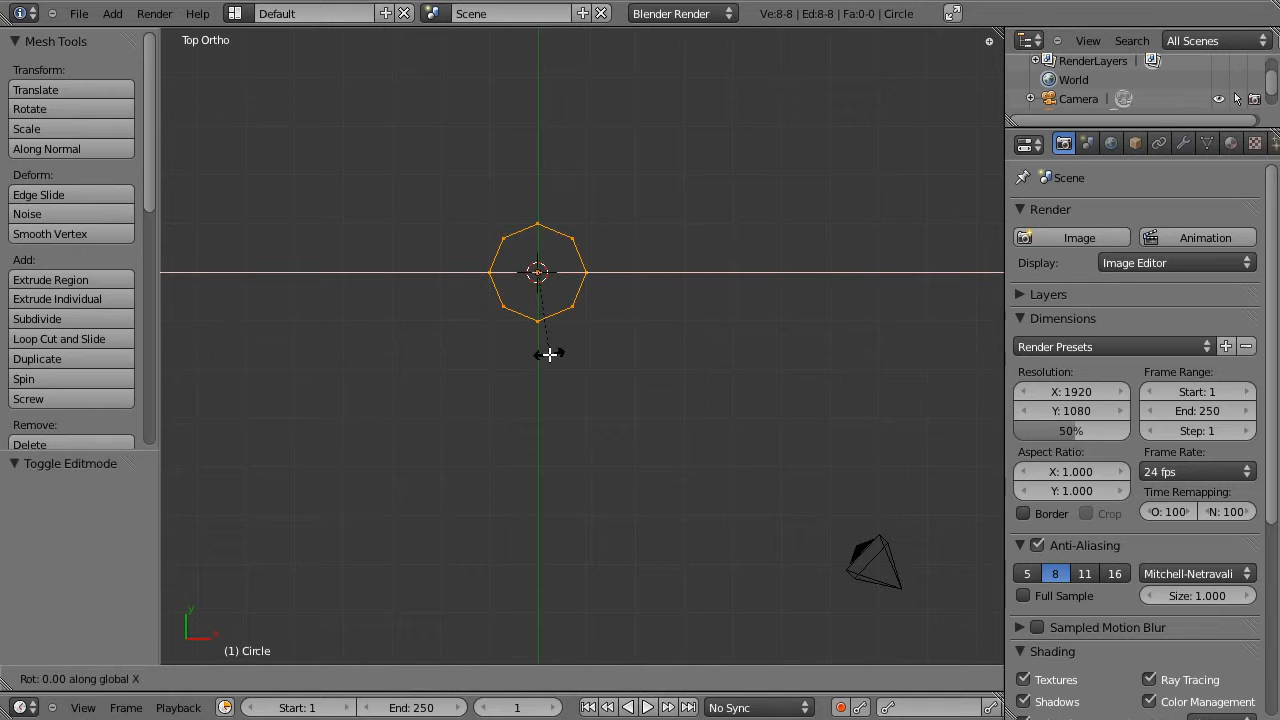 File Add Render Help Default Scene Blender Render Ve:8-8 | Ed:8-8 | Fa:0-0 | Circle
Mesh Tools
Transform:
Translate
Rotate
Scale
Along Normal
Deform:
Edge Slide
Noise
Smooth Vertex
Add:
Extrude Region
Extrude Individual
Subdivide
Loop Cut and Slide
Duplicate
Spin
Screw
Remove:
Delete
Toggle Editmode
Top Ortho
y
x
(1) Circle
Rot: 0.00 along global X
View Search All Scenes
RenderLayers |
World
Camera |
Scene
Render
Image Animation
Display: Image Editor
Layers
Dimensions
Render Presets
Resolution: Frame Range:
X: 1920 Start: 1
Y: 1080 End: 250
50% Step: 1
Aspect Ratio: Frame Rate:
X: 1.000 24 fps
Y: 1.000 Time Remapping:
Border Crop O: 100 N: 100
Anti-Aliasing
5 8 11 16 Mitchell-Netravali
Full Sample Size: 1.000
Sampled Motion Blur
Shading
Textures Ray Tracing
Shadows Color Management
View Frame Playback Start: 1 End: 250 1 No Sync